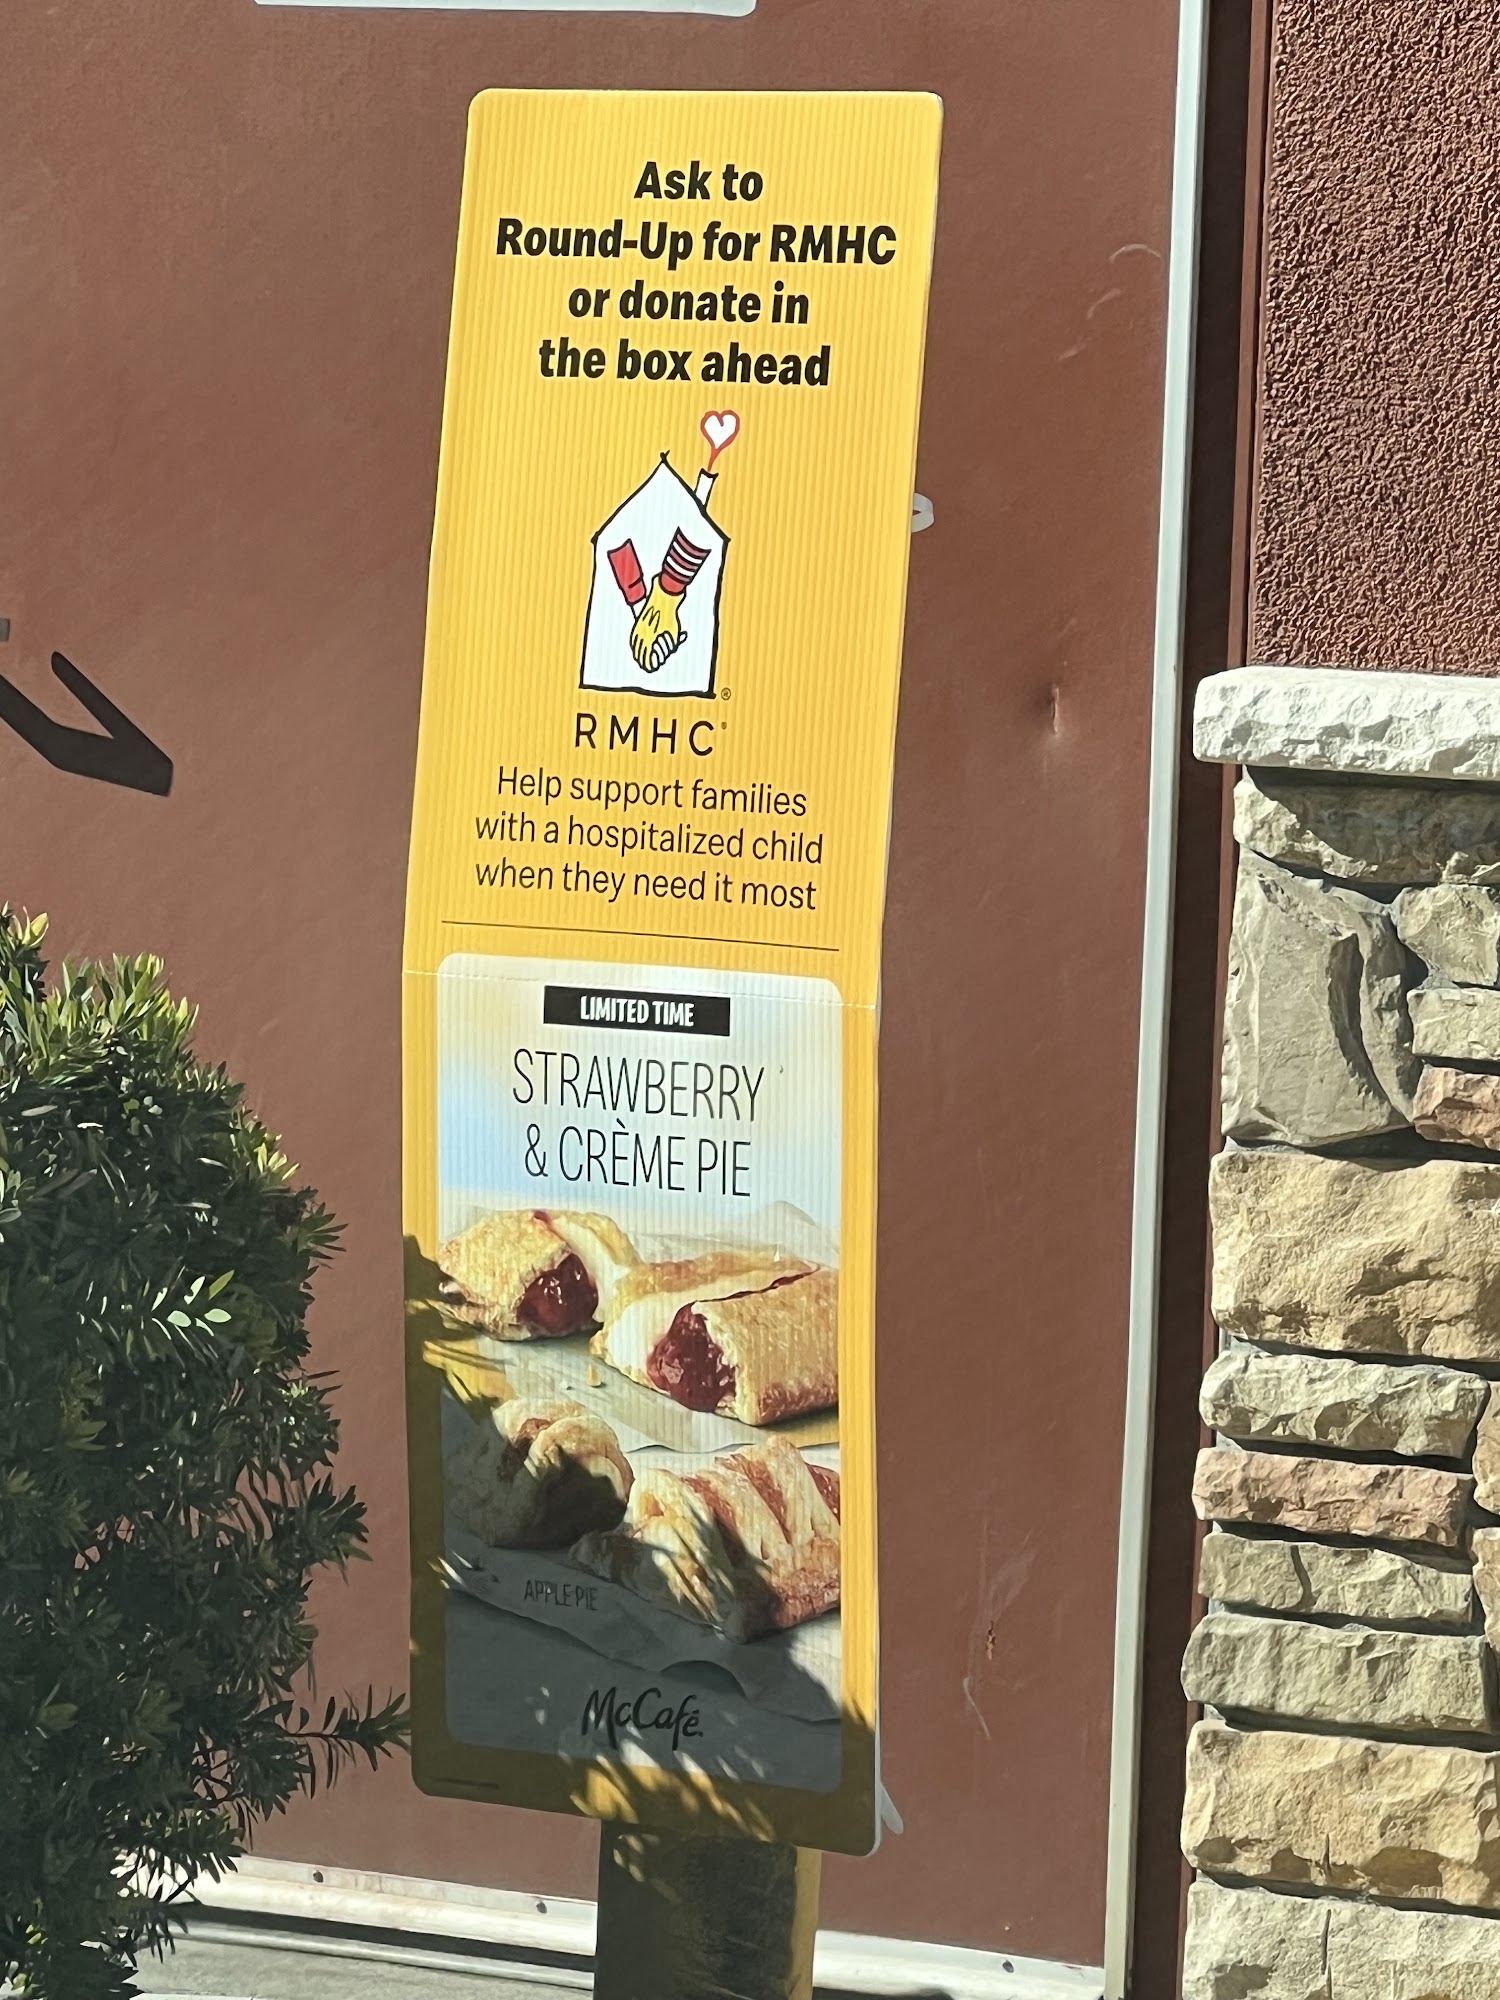 Ask to
Round-Up for RMHC
or donate in
the box ahead
RMHC®
Help support families
with a hospitalized child
when they need it most
LIMITED TIME
STRAWBERRY
& CRÈME PIE
APPLE PIE
McCafé